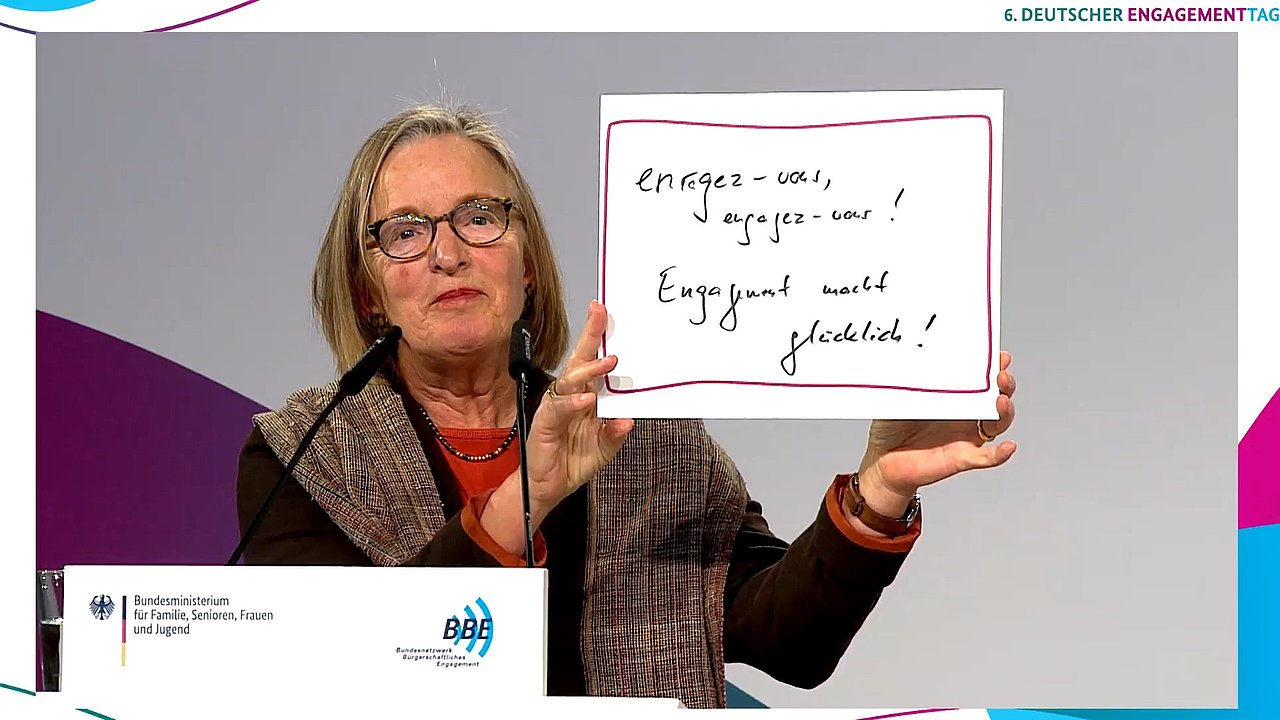 6. DEUTSCHER ENGAGEMENTTAG
enragez-vous,
engagez-vous!
Engagement macht
glücklich!
Bundesministerium
für Familie, Senioren, Frauen
und Jugend
BBE
Bundesnetzwerk
Bürgerschaftliches
Engagement